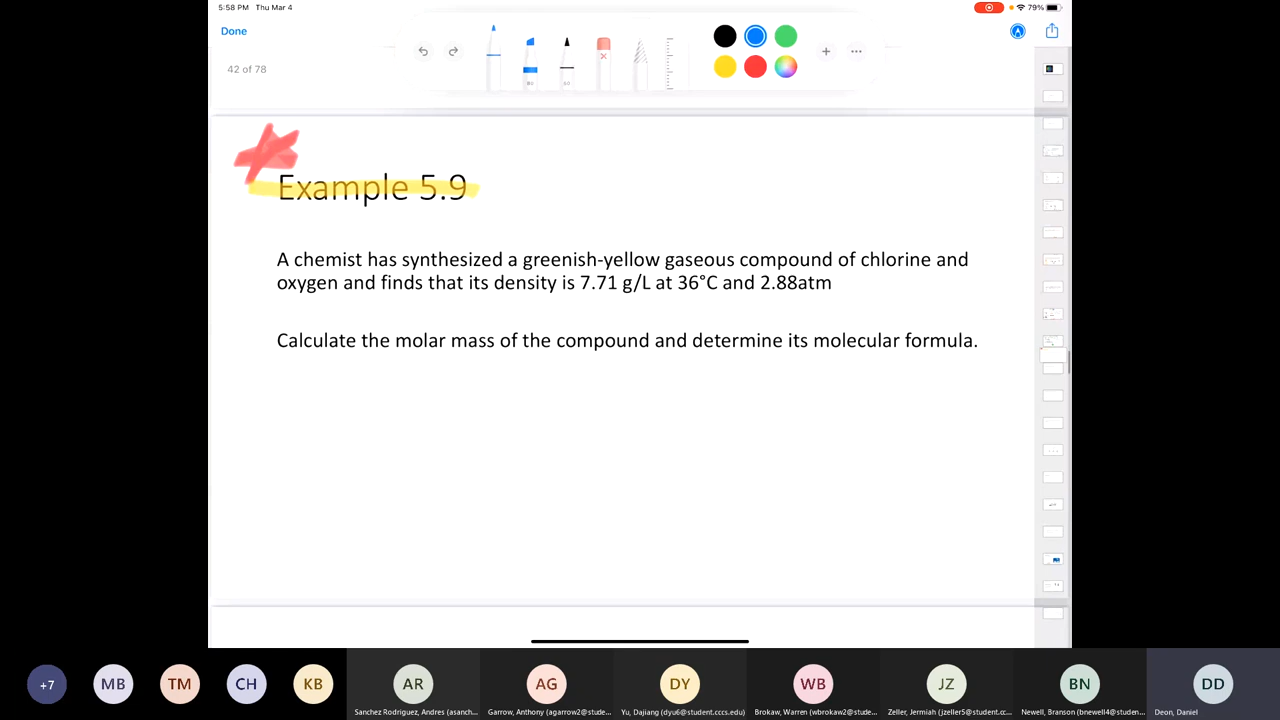 5:58 PM Thu Mar 4
79%
Done
42 of 78
Example 5.9
A chemist has synthesized a greenish-yellow gaseous compound of chlorine and
oxygen and finds that its density is 7.71 g/L at 36°C and 2.88atm
Calculate the molar mass of the compound and determine its molecular formula.
+7
MB
TM
CH
KB
AR
AG
DY
WB
JZ
BN
DD
Sanchez Rodriguez, Andres (asanch...
Garrow, Anthony (agarrow2@stude...
Yu, Dajiang (dyu6@student.cccs.edu)
Brokaw, Warren (wbrokaw2@stude...
Zeller, Jermiah (jzeller5@student.cc...
Newell, Branson (bnewell4@studen...
Deon, Daniel